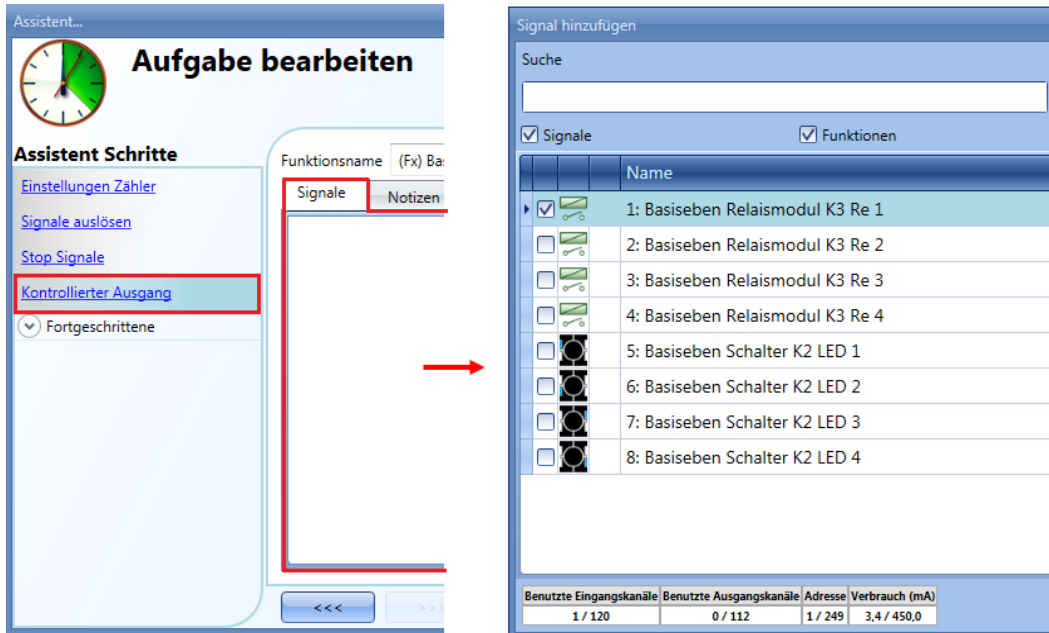 Assistent...
Aufgabe bearbeiten
Assistent Schritte
Einstellungen Zähler
Signale auslösen
Stop Signale
Kontrollierter Ausgang
Fortgeschrittene
Funktionsname (Fx) Bas
Signale Notizen
<<< >>>
Signal hinzufügen
Suche
Signale Funktionen
Name
1: Basiseben Relaismodul K3 Re 1
2: Basiseben Relaismodul K3 Re 2
3: Basiseben Relaismodul K3 Re 3
4: Basiseben Relaismodul K3 Re 4
5: Basiseben Schalter K2 LED 1
6: Basiseben Schalter K2 LED 2
7: Basiseben Schalter K2 LED 3
8: Basiseben Schalter K2 LED 4
Benutzte Eingangskanäle Benutzte Ausgangskanäle Adresse Verbrauch (mA)
1 / 120 0 / 112 1 / 249 3,4 / 450,0